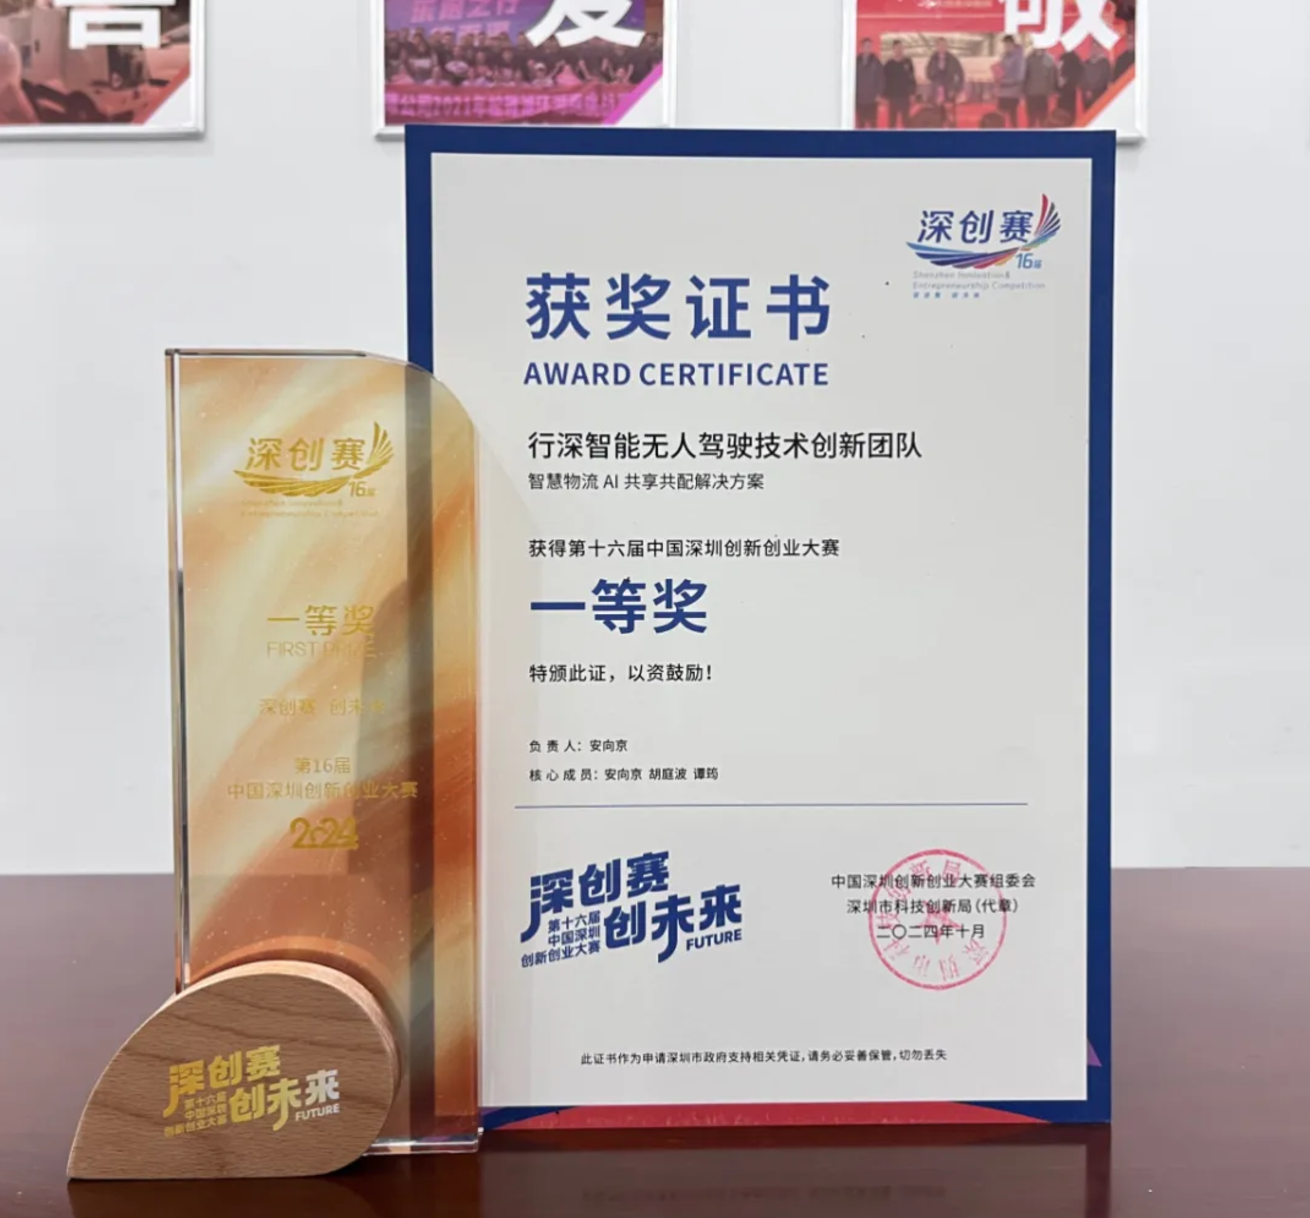 爱
敬
深创赛
16届
Shenzhen Innovation &
Entrepreneurship Competition
获奖证书
AWARD CERTIFICATE
行深智能无人驾驶技术创新团队
智慧物流 AI 共享共配解决方案
获得第十六届中国深圳创新创业大赛
一等奖
特颁此证，以资鼓励！
负 责 人：安向京
核 心 成 员：安向京 胡庭波 谭筠
深创赛
创未来
第十六届
中国深圳
创新创业大赛
FUTURE
中国深圳创新创业大赛组委会
深圳市科技创新局（代章）
二〇二四年十月
此证书作为申请深圳市政府支持相关凭证，请务必妥善保管，切勿丢失
深创赛
16届
Shenzhen Innovation &
Entrepreneurship Competition
一等奖
FIRST PRIZE
深创赛 创未来
第16届
中国深圳创新创业大赛
2024
深创赛
创未来
第十六届
中国深圳
创新创业大赛
FUTURE